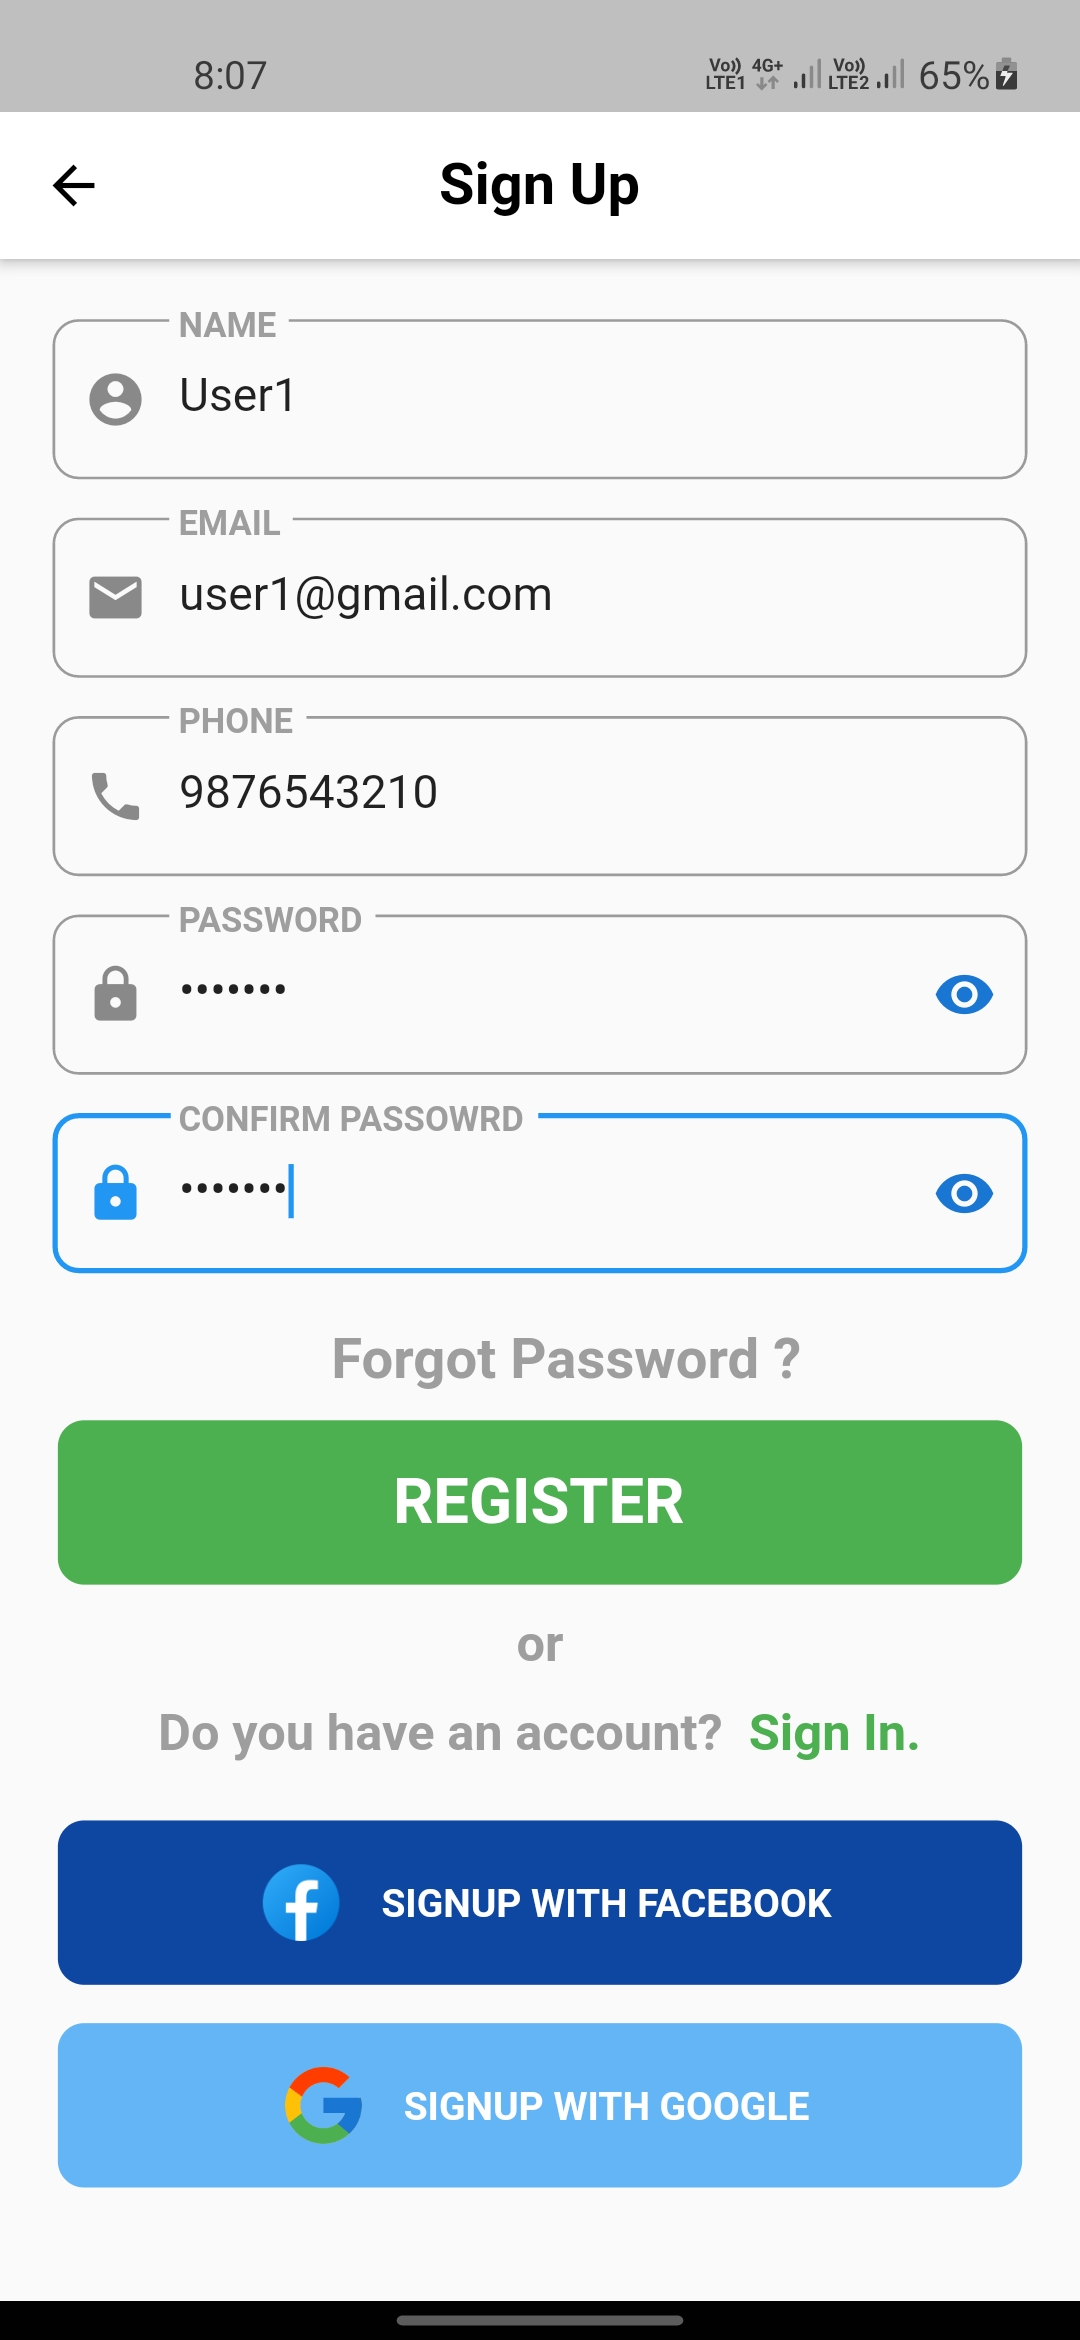 8:07 Vo)) LTE1 4G+ Vo)) LTE2 65%
Sign Up
NAME
User1
EMAIL
user1@gmail.com
PHONE
9876543210
PASSWORD
•••••••
CONFIRM PASSOWRD
•••••••
Forgot Password ?
REGISTER
or
Do you have an account? Sign In.
SIGNUP WITH FACEBOOK
SIGNUP WITH GOOGLE